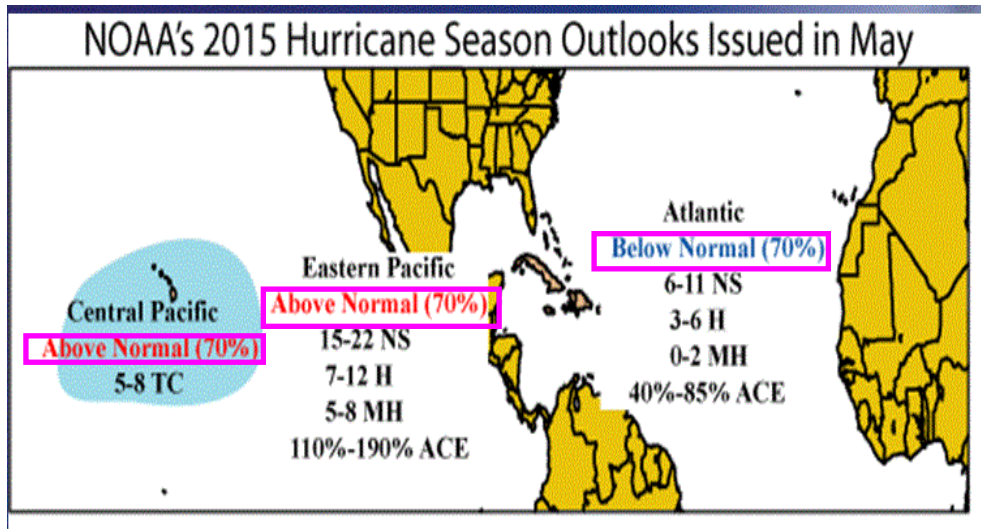 NOAA's 2015 Hurricane Season Outlooks Issued in May
Central Pacific
Above Normal (70%)
5-8 TC
Eastern Pacific
Above Normal (70%)
15-22 NS
7-12 H
5-8 MH
110%-190% ACE
Atlantic
Below Normal (70%)
6-11 NS
3-6 H
0-2 MH
40%-85% ACE